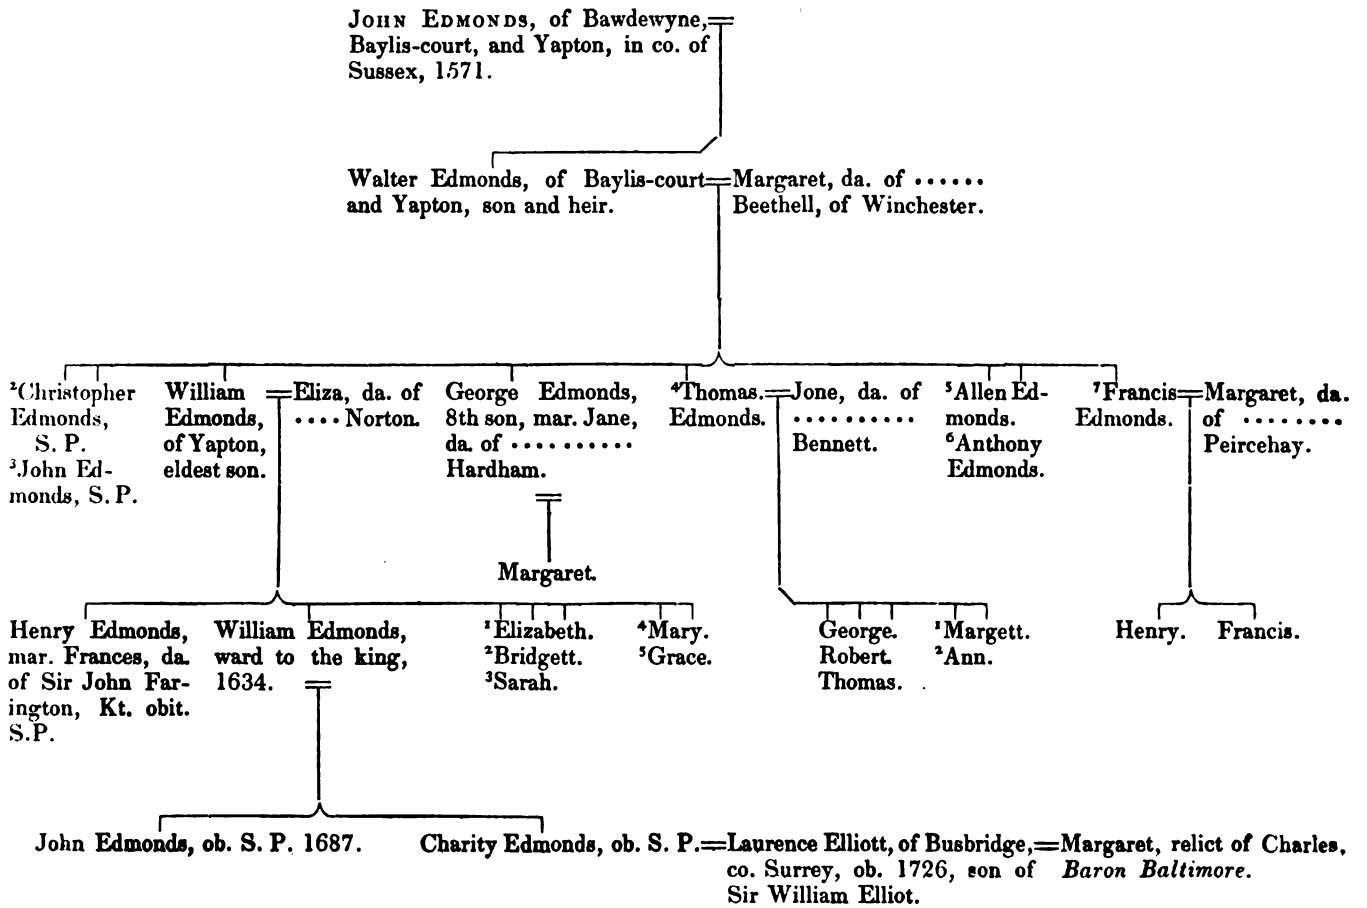 JOHN EDMONDS, of Bawdewyne,
Baylis-court, and Yapton, in co. of
Sussex, 1571.
Walter Edmonds, of Baylis-court
and Yapton, son and heir.
Margaret, da. of ......
Beethell, of Winchester.
²Christopher
Edmonds,
S. P.
³John Ed-
monds, S. P.
William
Edmonds,
of Yapton,
eldest son.
Eliza, da. of
.... Norton.
George Edmonds,
8th son, mar. Jane,
da. of ..........
Hardham.
Margaret.
⁴Thomas.
Edmonds.
Jone, da. of
..........
Bennett.
⁵Allen Ed-
monds.
⁶Anthony
Edmonds.
⁷Francis
Edmonds.
Margaret, da.
of ........
Peircehay.
Henry Edmonds,
mar. Frances, da.
of Sir John Far-
ington, Kt. obit.
S.P.
William Edmonds,
ward to the king,
1634.
¹Elizabeth.
²Bridgett.
³Sarah.
⁴Mary.
⁵Grace.
George.
Robert.
Thomas.
¹Margett.
²Ann.
Henry.
Francis.
John Edmonds, ob. S. P. 1687.
Charity Edmonds, ob. S. P.
Laurence Elliott, of Busbridge,
co. Surrey, ob. 1726, son of
Sir William Elliot.
Margaret, relict of Charles,
Baron Baltimore.